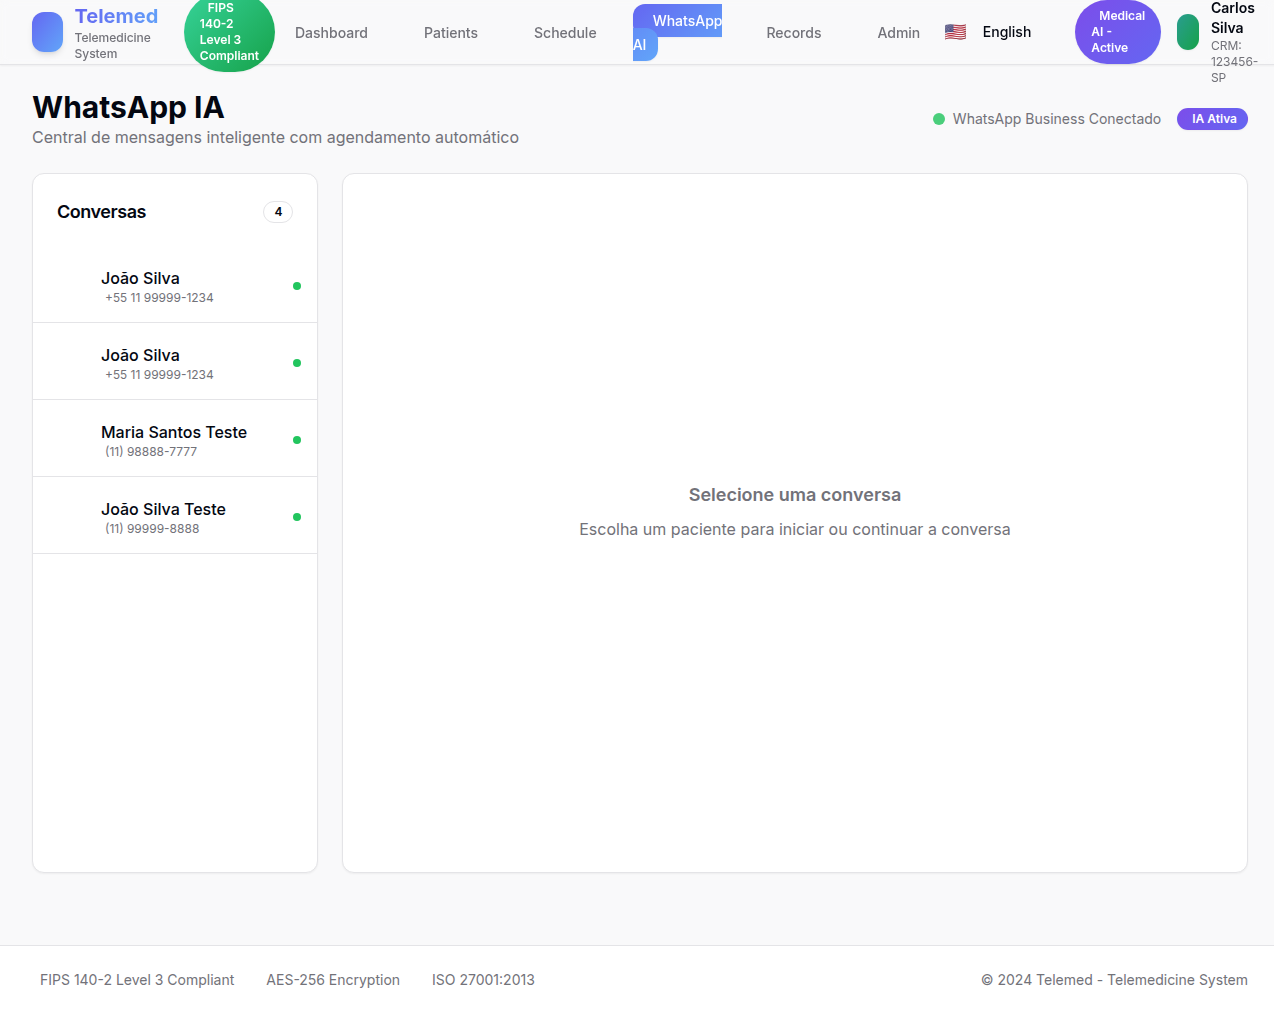 Telemed
Telemedicine
System
FIPS
140-2
Level 3
Compliant
Dashboard
Patients
Schedule
WhatsApp
AI
Records
Admin
🇺🇸 English
Medical
AI -
Active
Carlos
Silva
CRM:
123456-
SP
WhatsApp IA
Central de mensagens inteligente com agendamento automático
WhatsApp Business Conectado
IA Ativa
Conversas
4
João Silva
+55 11 99999-1234
João Silva
+55 11 99999-1234
Maria Santos Teste
(11) 98888-7777
João Silva Teste
(11) 99999-8888
Selecione uma conversa
Escolha um paciente para iniciar ou continuar a conversa
FIPS 140-2 Level 3 Compliant
AES-256 Encryption
ISO 27001:2013
© 2024 Telemed - Telemedicine System